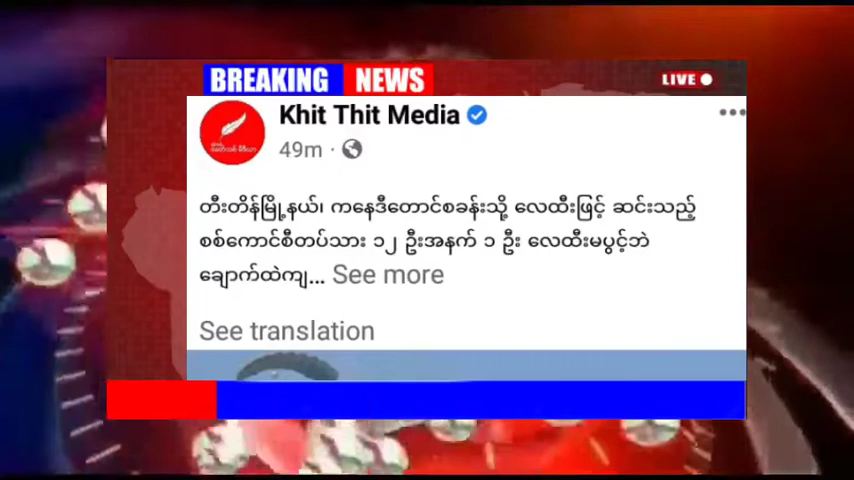 BREAKING NEWS
LIVE
Khit Thit Media
49m
တီးတိန်မြို့နယ်၊ ကနေဒီတောင်စခန်းသို့ လေထီးဖြင့် ဆင်းသည့်
စစ်ကောင်စီတပ်သား ၁၂ ဦးအနက် ၁ ဦး လေထီးမပွင့်ဘဲ
ချောက်ထဲကျ... See more
See translation